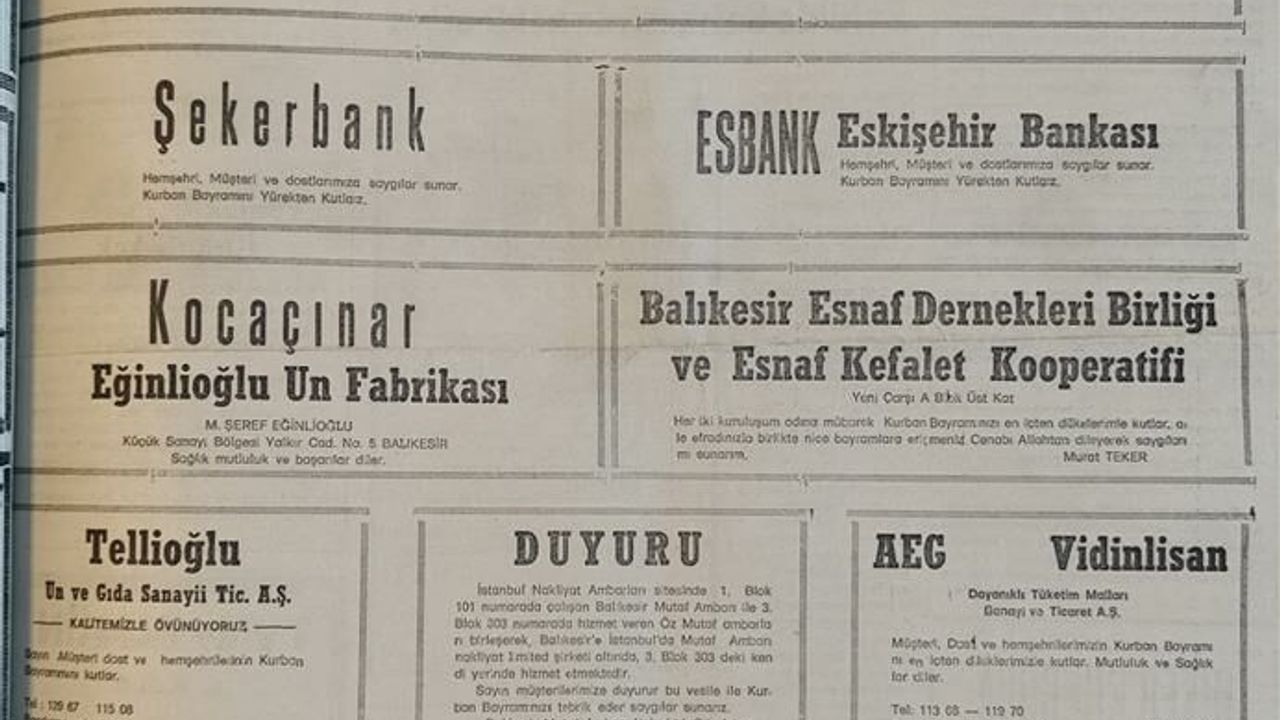 Şekerbank
Hemşehri, Müşteri ve dostlarımıza saygılar sunar.
Kurban Bayramını Yürekten Kutlarız.
ESBANK Eskişehir Bankası
Hemşehri, Müşteri ve dostlarımıza saygılar sunar.
Kurban Bayramını Yürekten Kutlarız.
Kocaçınar
Eğinlioğlu Un Fabrikası
M. ŞEREF EĞİNLİOĞLU
Küçük Sanayi Bölgesi Yalkır Cad. No. 5 BALIKESİR
Sağlık mutluluk ve başarılar diler.
Balıkesir Esnaf Dernekleri Birliği
ve Esnaf Kefalet Kooperatifi
Yeni Çarşı A Blok Üst Kat
Her iki kuruluşum adına mübarek Kurban Bayramınızı en içten dileklerimle kutlar, ai
le efradınızla birlikte nice bayramlara erişmenizi Cenabı Allahtan dileyerek saygıları
mı sunarım.
Murat TEKER
Tellioğlu
Un ve Gıda Sanayii Tic. A.Ş.
KALİTEMİZLE ÖVÜNÜYORUZ
Sayın Müşteri dost ve hemşehrilerinin Kurban
Bayramını kutlar.
Tel : 129 67 115 08
DUYURU
İstanbul Nakliyat Ambarları sitesinde 1. Blok
101 numarada çalışan Balıkesir Mutaf Ambarı ile 3.
Blok 303 numarada hizmet veren Öz Mutaf ambarla
rı birleşerek, Balıkesir'e İstanbul'da Mutaf Ambarı
nakliyat limited şirketi altında, 3. Blok 303 deki ken
di yerinde hizmet etmektedir.
Sayın müşterilerimize duyurur bu vesile ile Kur-
ban Bayramınızı tebrik eder saygılar sunarız.
AEG Vidinlisan
Dayanıklı Tüketim Malları
Sanayi ve Ticaret A.Ş.
Müşteri, Dost ve hemşehrilerimizin Kurban Bayramı
nı en içten dileklerimizle kutlar. Mutluluk ve Sağlık
lar diler.
Tel: 113 08 — 119 70